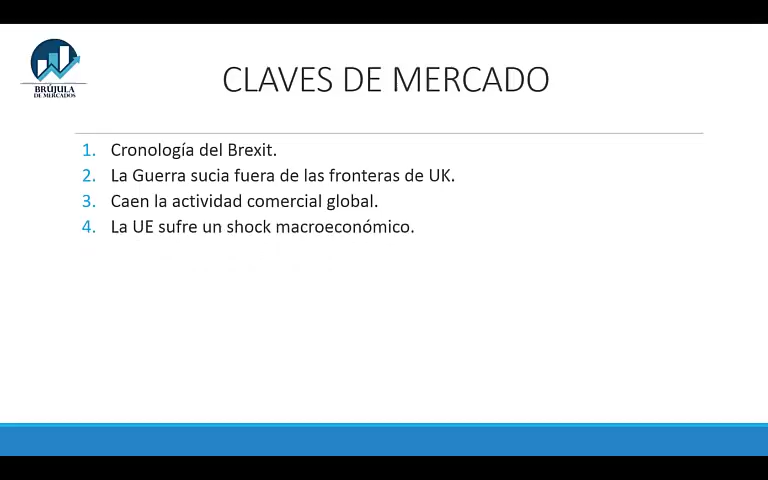 BRÚJULA
DE MERCADOS
CLAVES DE MERCADO
1. Cronología del Brexit.
2. La Guerra sucia fuera de las fronteras de UK.
3. Caen la actividad comercial global.
4. La UE sufre un shock macroeconómico.